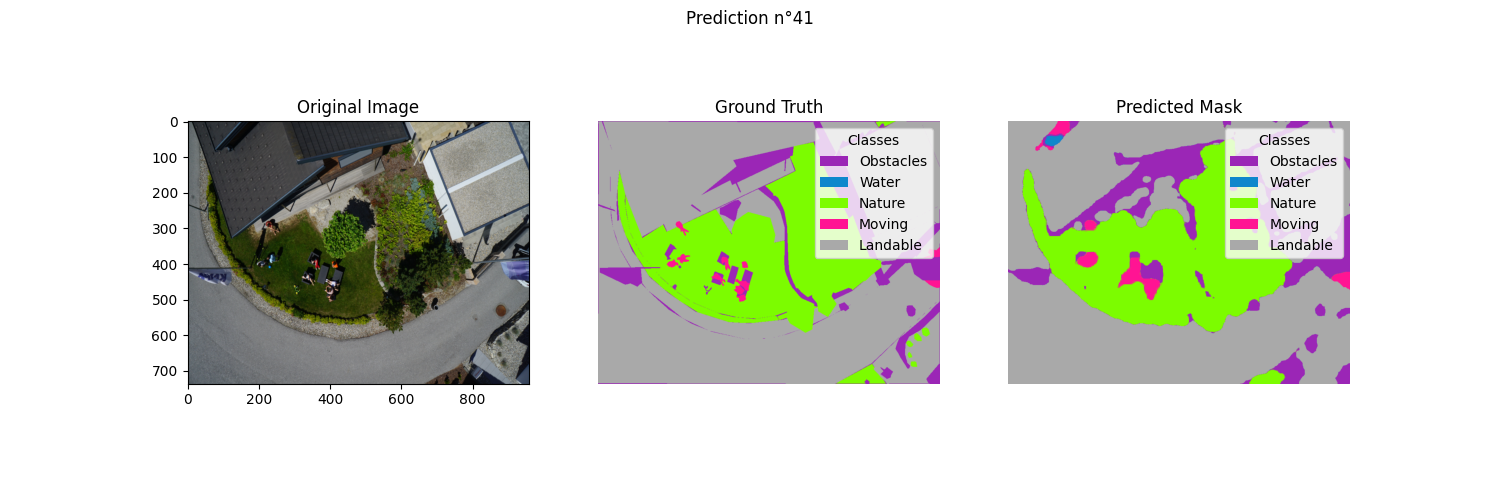 Prediction n°41
Original Image
0
100
200
300
400
500
600
700
0
200
400
600
800
Ground Truth
Classes
Obstacles
Water
Nature
Moving
Landable
Predicted Mask
Classes
Obstacles
Water
Nature
Moving
Landable